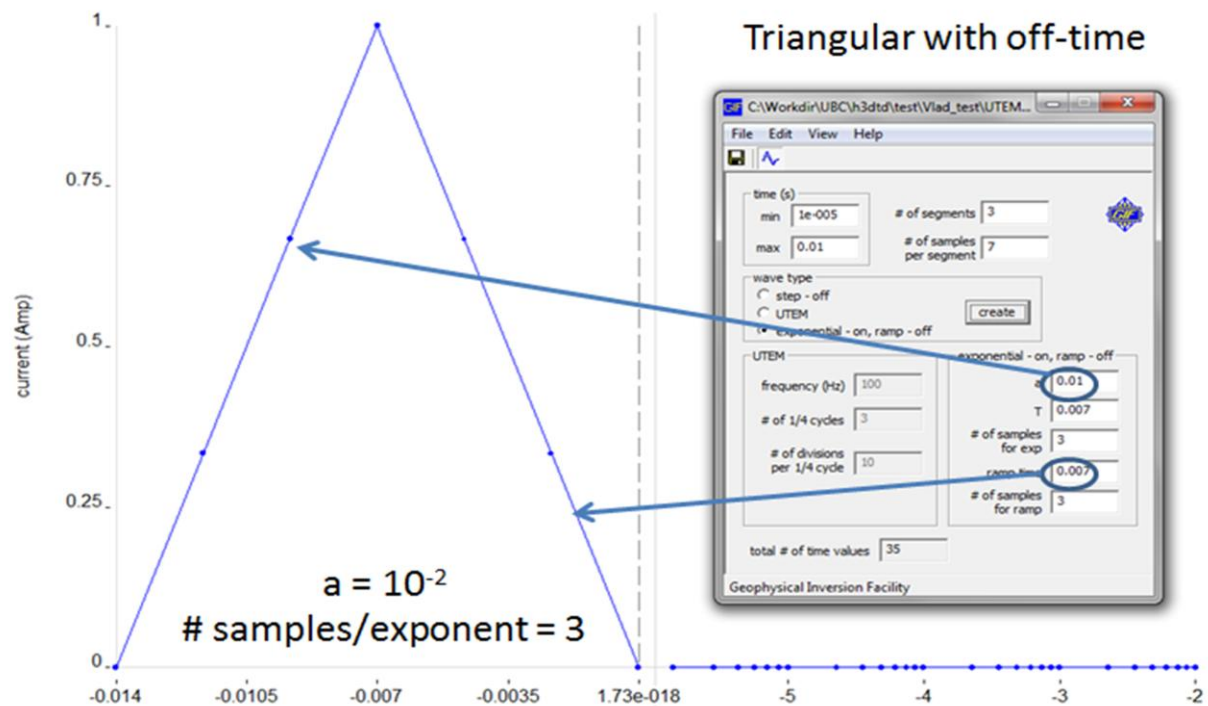 Triangular with off-time
1
0.75
0.5
0.25
0
current (Amp)
-0.014
-0.0105
-0.007
-0.0035
1.73e-018
-5
-4
-3
-2
a = 10-2
# samples/exponent = 3
GIF C:\Workdir\UBC\h3dtd\test\Vlad_test\UTEM...
File Edit View Help
time (s)
min 1e-005
max 0.01
# of segments 3
# of samples
per segment 7
GIF
wave type
step - off
UTEM
exponential - on, ramp - off
create
UTEM
frequency (Hz) 100
# of 1/4 cycles 3
# of divisions
per 1/4 cycle 10
exponential - on, ramp - off
a 0.01
T 0.007
# of samples
for exp 3
ramp time 0.007
# of samples
for ramp 3
total # of time values 35
Geophysical Inversion Facility